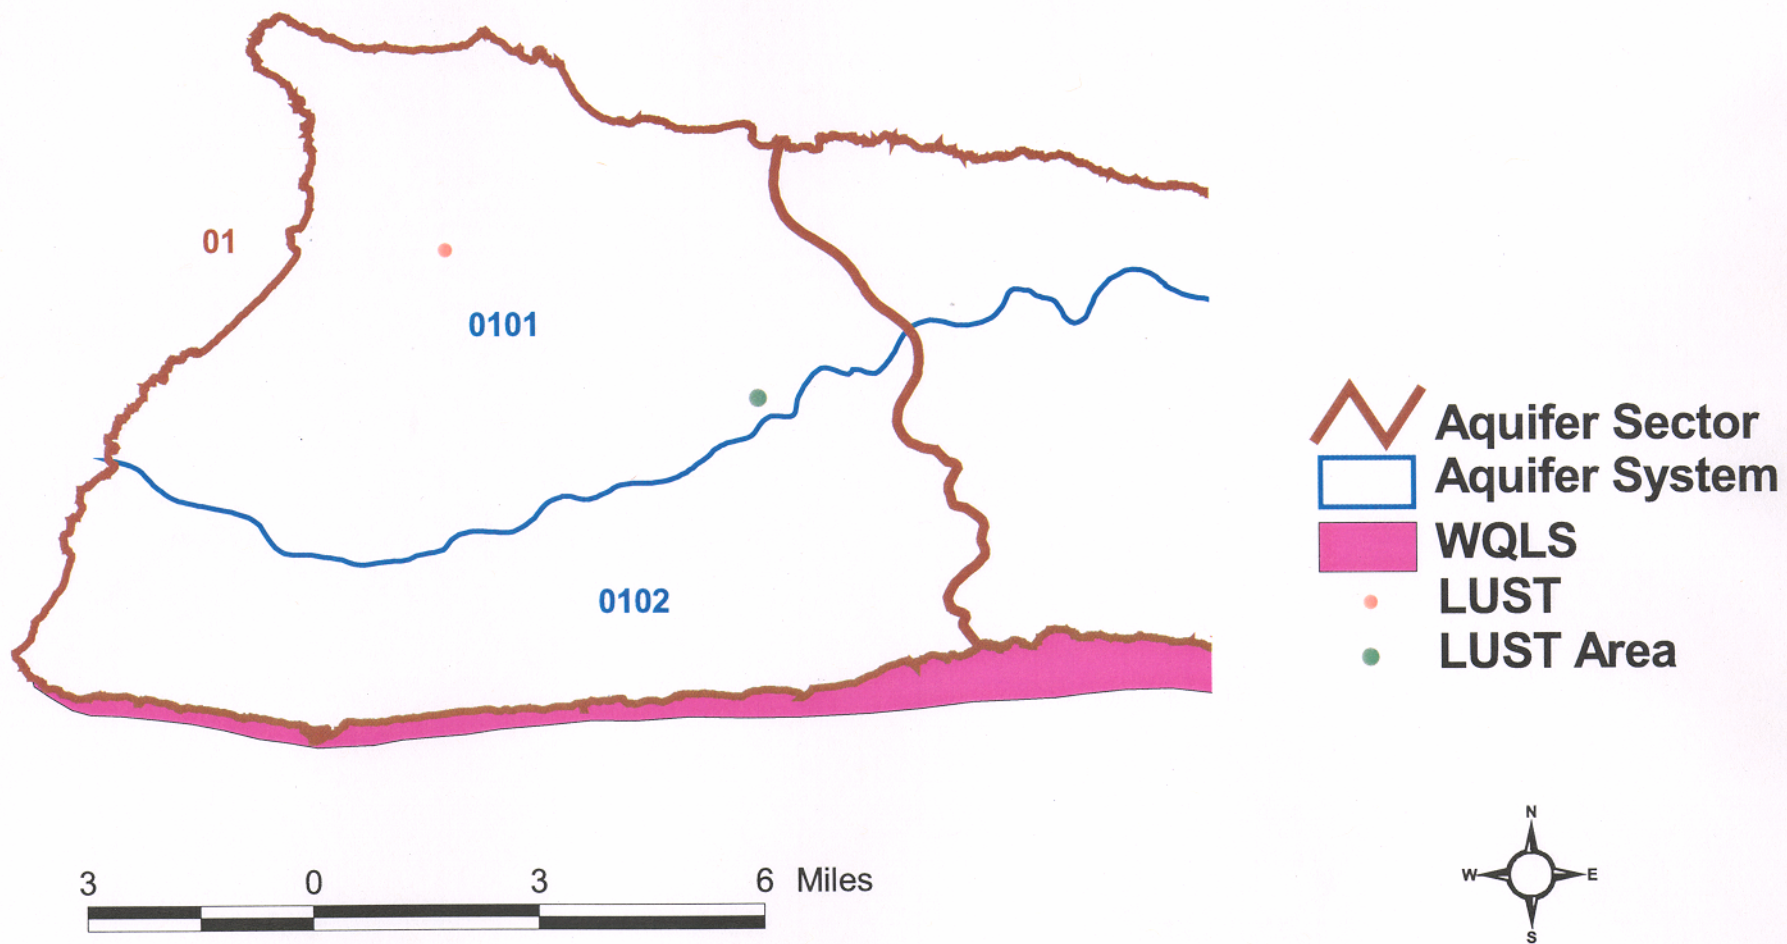 01
0101
0102
Aquifer Sector
Aquifer System
WQLS
LUST
LUST Area
3 0 3 6 Miles
N
W E
S